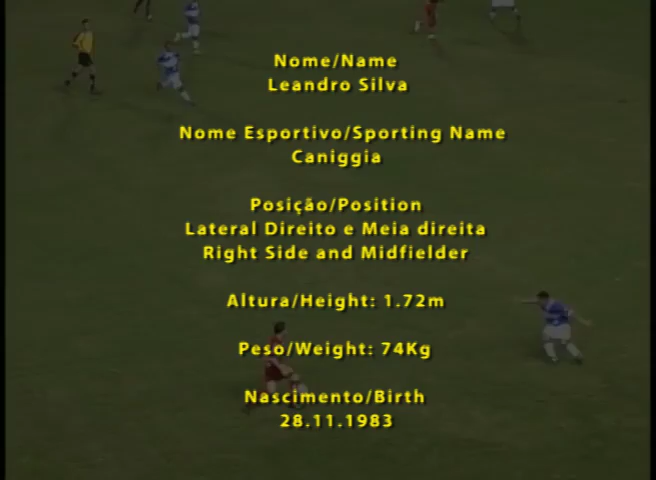 Nome/Name
Leandro Silva
Nome Esportivo/Sporting Name
Caniggia
Posição/Position
Lateral Direito e Meia direita
Right Side and Midfielder
Altura/Height: 1.72m
Peso/Weight: 74Kg
Nascimento/Birth
28.11.1983